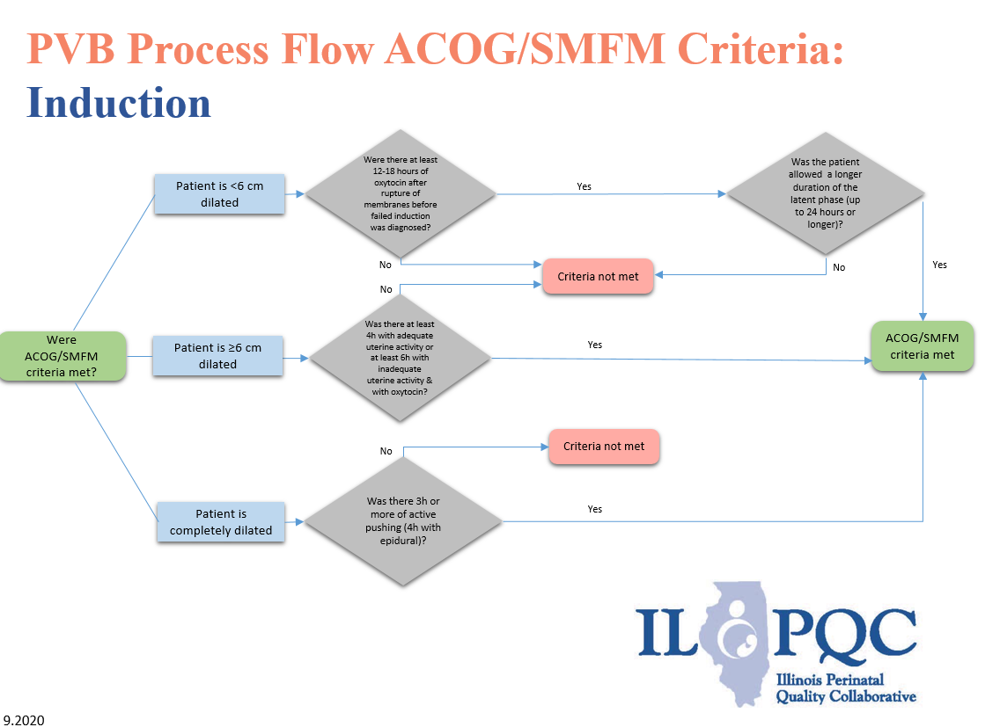 PVB Process Flow ACOG/SMFM Criteria:
Induction
Were there at least
12-18 hours of
oxytocin after
rupture of
membranes before
failed induction
was diagnosed?
Was the patient
allowed a longer
duration of the
latent phase (up
to 24 hours or
longer)?
Patient is <6 cm
dilated
Yes
No
Criteria not met
No
Yes
No
Were
ACOG/SMFM
criteria met?
Patient is ≥6 cm
dilated
Was there at least
4h with adequate
uterine activity or
at least 6h with
inadequate
uterine activity &
with oxytocin?
Yes
ACOG/SMFM
criteria met
No
Criteria not met
Patient is
completely dilated
Was there 3h or
more of active
pushing (4h with
epidural)?
Yes
IL PQC
Illinois Perinatal
Quality Collaborative
9.2020